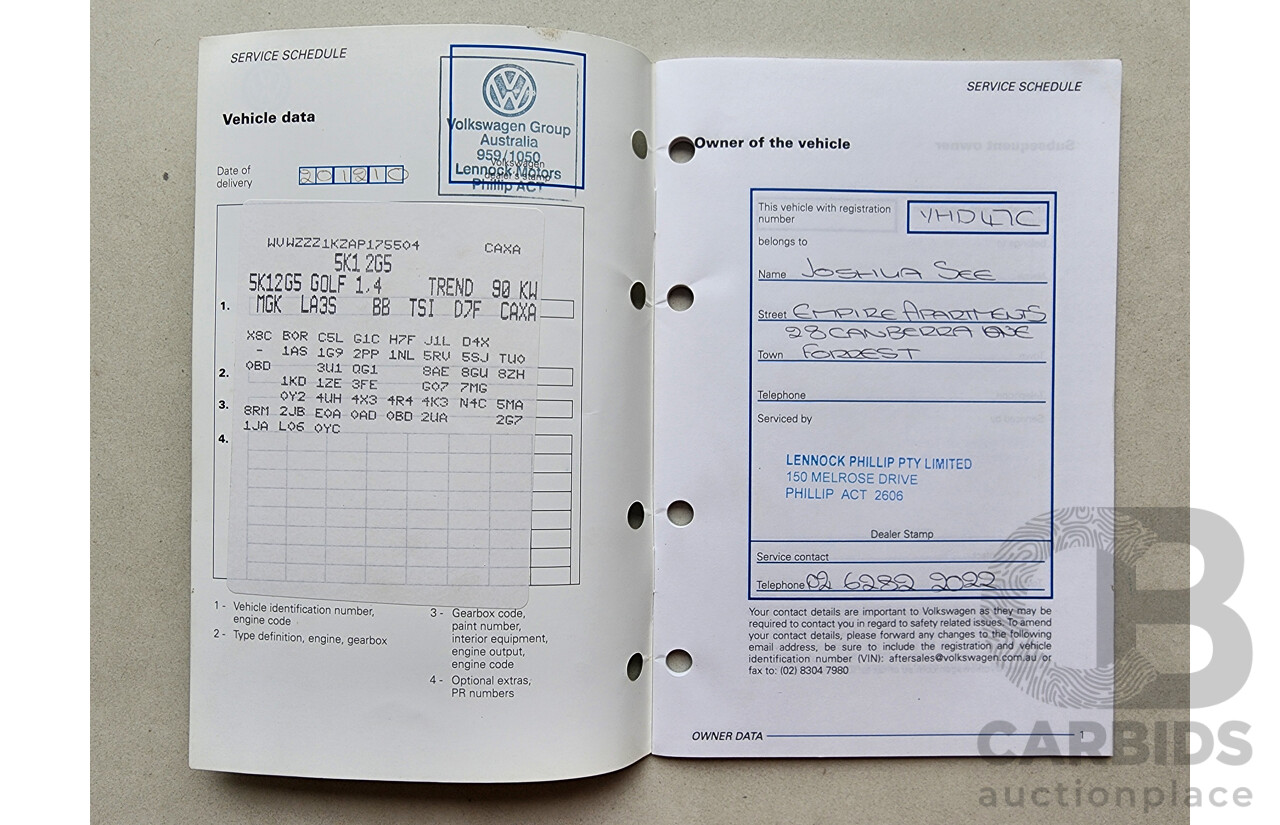 SERVICE SCHEDULE
Vehicle data
Volkswagen Group
Australia
959/1050
Lennock Motors
Phillip ACT
Date of
delivery
201210
WVWZZZ1KZAP175504 CAXA
5K1 2G5
5K12G5 GOLF 1,4 TREND 90 KW
1. MGK LA3S BB TSI D7F CAXA
X8C B0R C5L G1C H7F J1L D4X
- 1AS 1G9 2PP 1NL 5RV 5SJ TU0
0BD 3U1 QG1 8AE 8GU 8ZH
2.
1KD 1ZE 3FE G07 7MG
0Y2 4UH 4X3 4R4 4K3 N4C 5MA
3.
8RM 2JB E0A 0AD 0BD 2UA 2G7
1JA L06 0YC
4.
1 - Vehicle identification number,
engine code
2 - Type definition, engine, gearbox
3 - Gearbox code,
paint number,
interior equipment,
engine output,
engine code
4 - Optional extras,
PR numbers
SERVICE SCHEDULE
Owner of the vehicle
This vehicle with registration
number
YHD47C
belongs to
Name JOSHUA SEE
Street EMPIRE APARTMENTS
28 CANBERRA AVE
Town FORREST
Telephone
Serviced by
LENNOCK PHILLIP PTY LIMITED
150 MELROSE DRIVE
PHILLIP ACT 2606
Dealer Stamp
Service contact
Telephone 02 6282 2022
Your contact details are important to Volkswagen as they may be
required to contact you in regard to safety related issues. To amend
your contact details, please forward any changes to the following
email address, be sure to include the registration and vehicle
identification number (VIN): aftersales@volkswagen.com.au or
fax to: (02) 8304 7980
OWNER DATA 1
CARBIDS
auctionplace